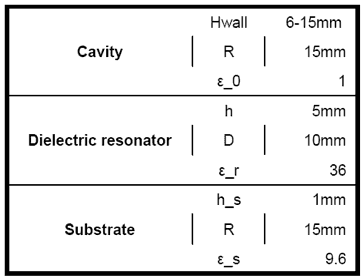 Hwall 6-15mm
Cavity R 15mm
ε_0 1
h 5mm
Dielectric resonator D 10mm
ε_r 36
h_s 1mm
Substrate R 15mm
ε_s 9.6